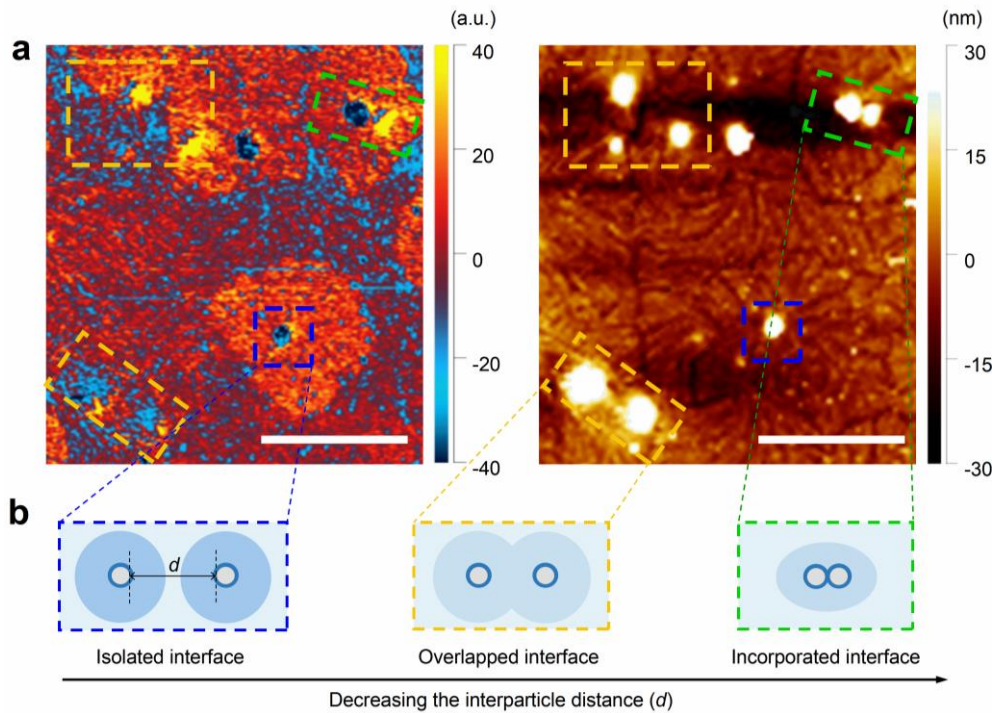 (a.u.)
(nm)
a
40
30
20
15
0
0
-20
-15
-40
-30
b
d
Isolated interface
Overlapped interface
Incorporated interface
Decreasing the interparticle distance (d)